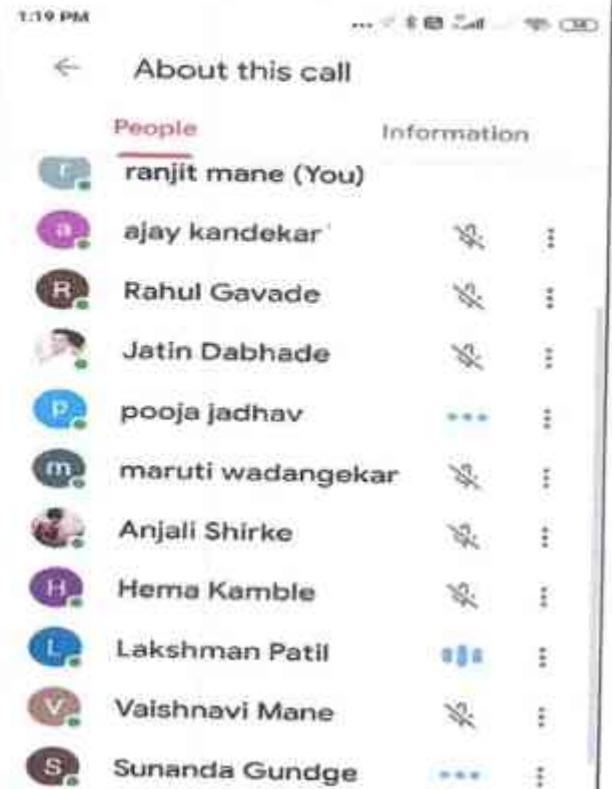 1:19 PM
About this call
People Information
ranjit mane (You)
a ajay kandekar
R Rahul Gavade
Jatin Dabhade
p pooja jadhav
m maruti wadangekar
Anjali Shirke
H Hema Kamble
L Lakshman Patil
V Vaishnavi Mane
S Sunanda Gundge